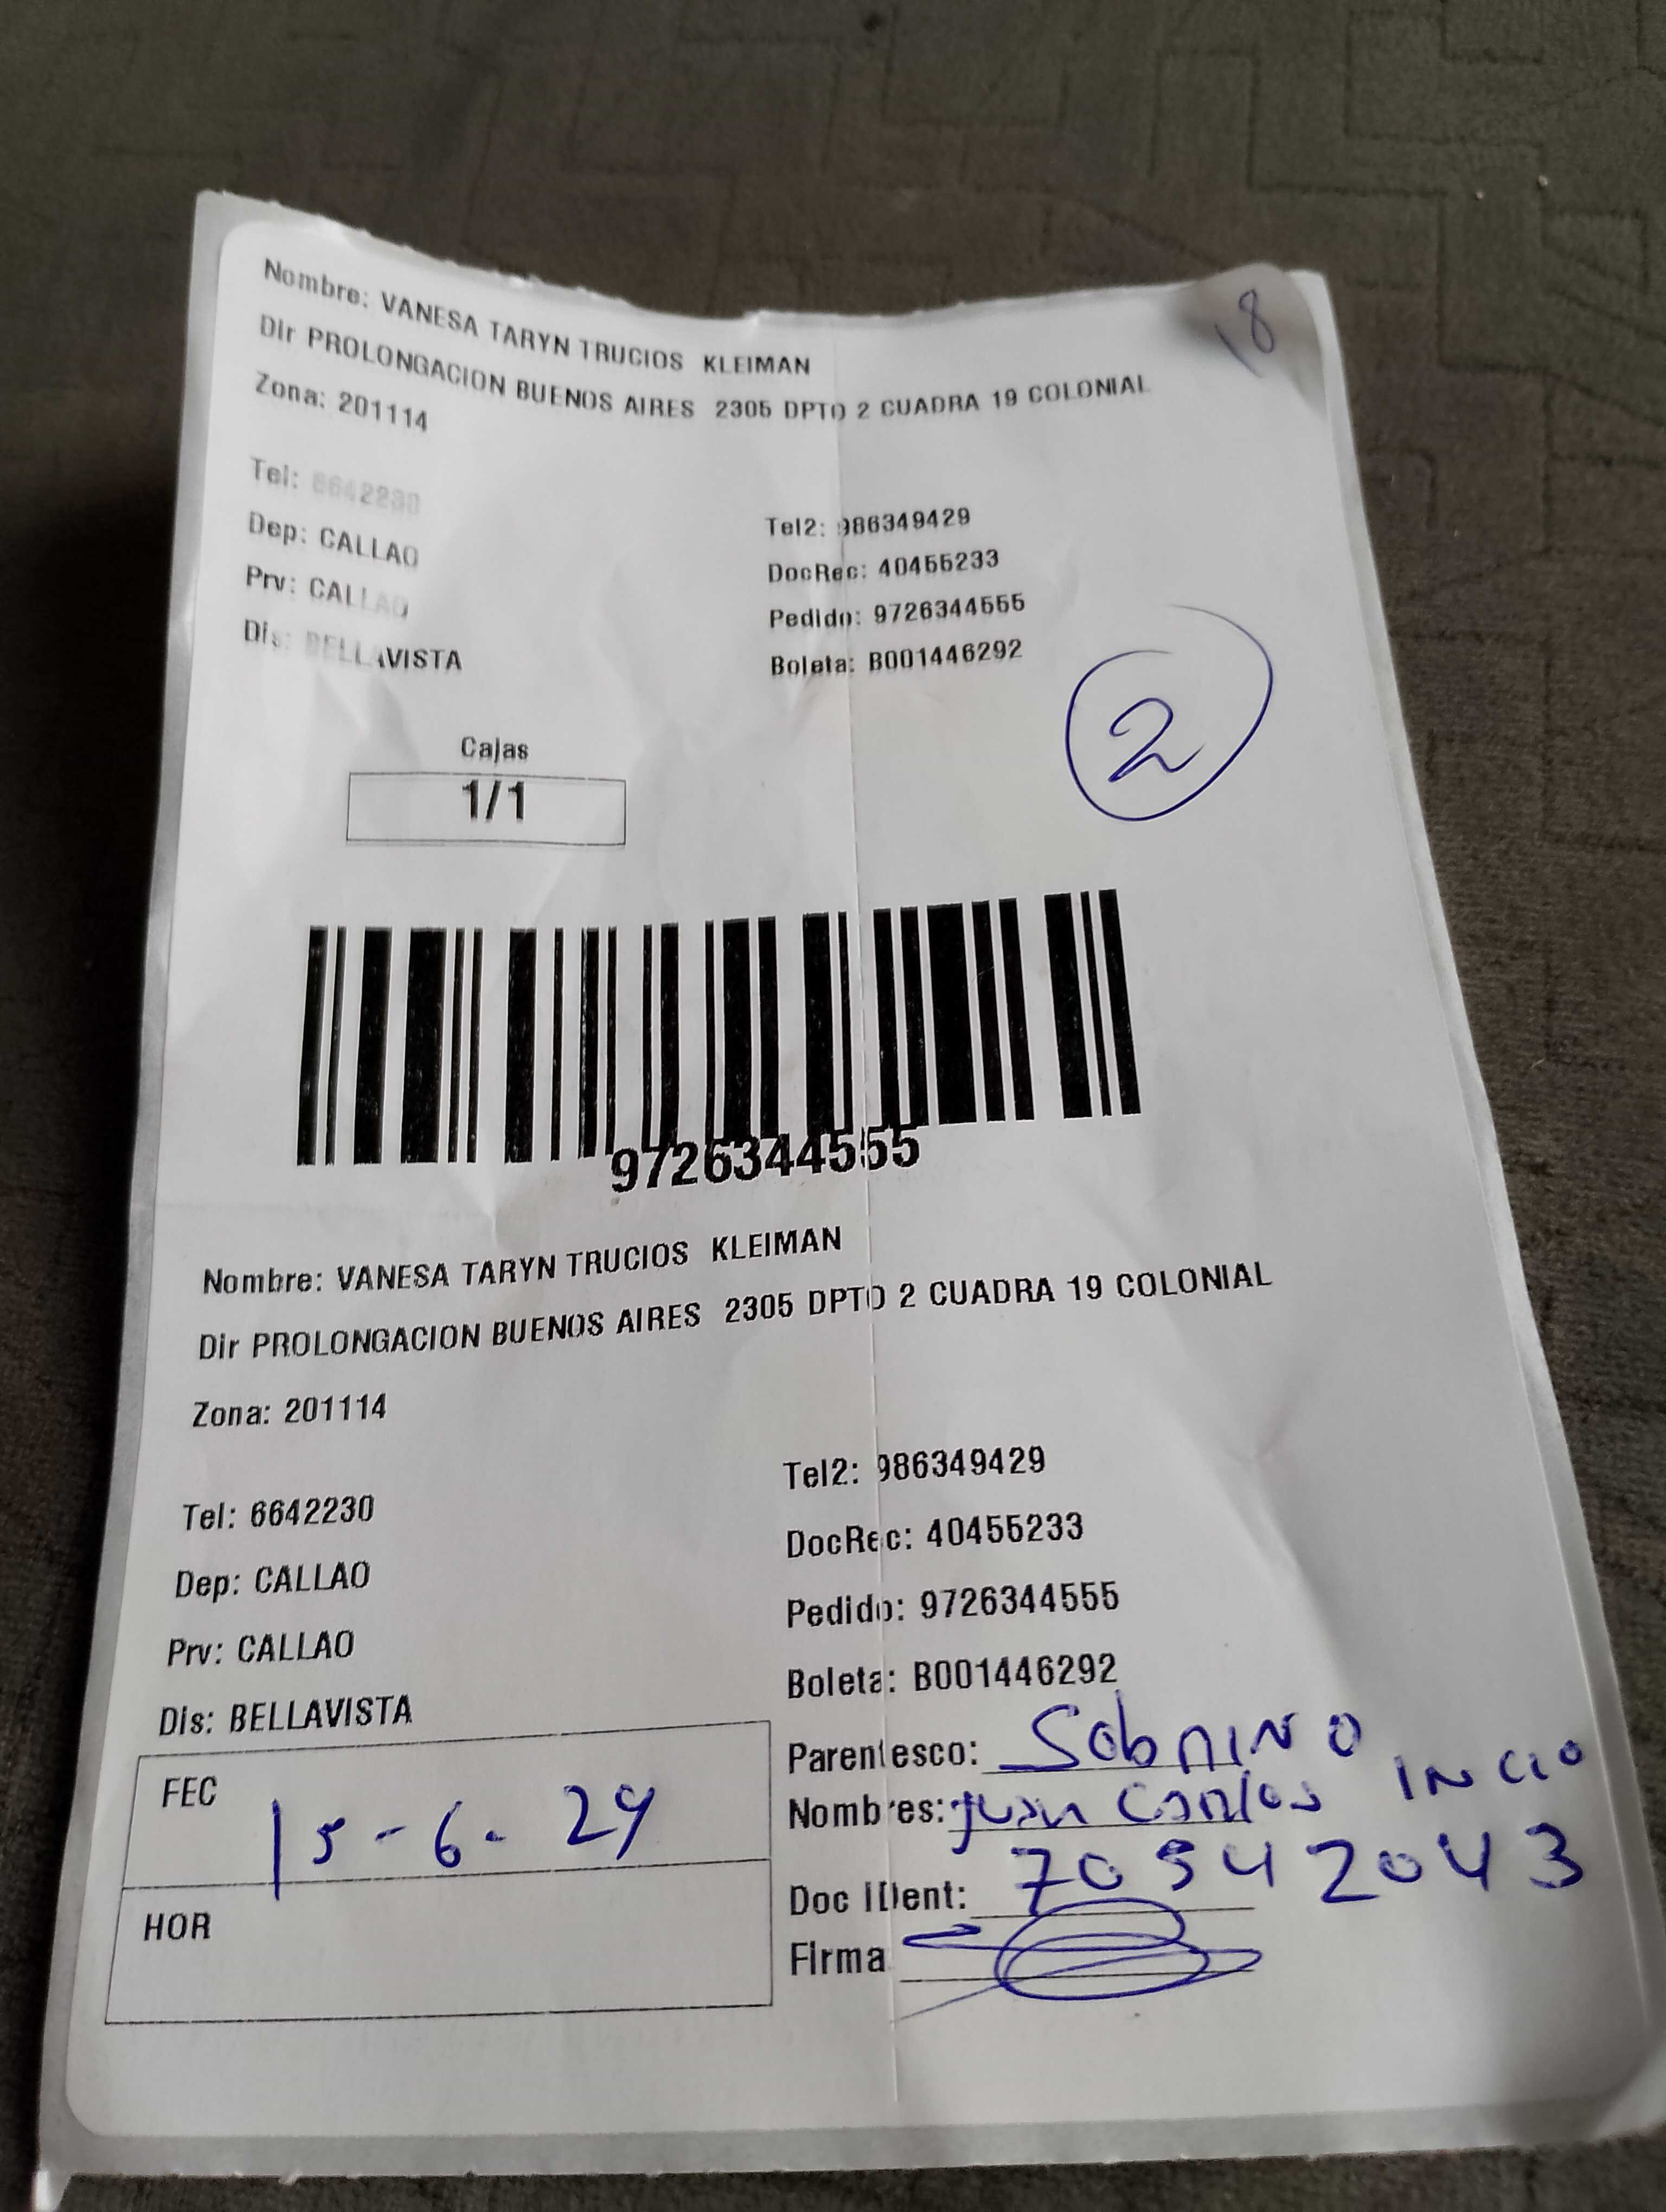 18
Nombre: VANESA TARYN TRUCIOS KLEIMAN
Dir PROLONGACION BUENOS AIRES 2305 DPTO 2 CUADRA 19 COLONIAL
Zona: 201114
Tel: 6642230
Tel2: 986349429
Dep: CALLAO
DocRec: 40455233
Prv: CALLAO
Pedido: 9726344555
Dis: BELLAVISTA
Boleta: B001446292
2
Cajas
1/1
9726344555
Nombre: VANESA TARYN TRUCIOS KLEIMAN
Dir PROLONGACION BUENOS AIRES 2305 DPTO 2 CUADRA 19 COLONIAL
Zona: 201114
Tel: 6642230
Tel2: 986349429
Dep: CALLAO
DocRec: 40455233
Prv: CALLAO
Pedido: 9726344555
Dis: BELLAVISTA
Boleta: B001446292
FEC 15-6-24
HOR
Parentesco: Sobrino
Nombres: Juan Carlos INCIO
Doc IDent: 70542043
Firma